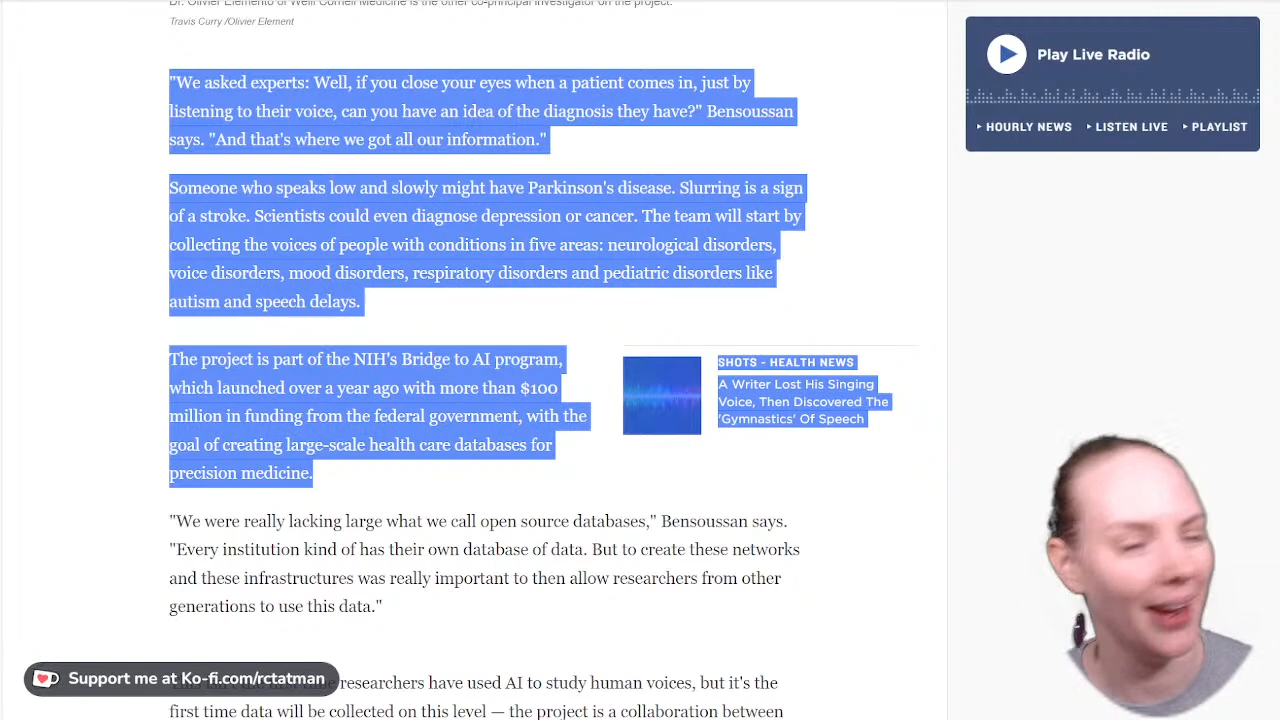 Dr. Olivier Elemento of Weill Cornell Medicine is the other co-principal investigator on the project.
Travis Curry /Olivier Element
"We asked experts: Well, if you close your eyes when a patient comes in, just by
listening to their voice, can you have an idea of the diagnosis they have?" Bensoussan
says. "And that's where we got all our information."
Someone who speaks low and slowly might have Parkinson's disease. Slurring is a sign
of a stroke. Scientists could even diagnose depression or cancer. The team will start by
collecting the voices of people with conditions in five areas: neurological disorders,
voice disorders, mood disorders, respiratory disorders and pediatric disorders like
autism and speech delays.
The project is part of the NIH's Bridge to AI program,
which launched over a year ago with more than $100
million in funding from the federal government, with the
goal of creating large-scale health care databases for
precision medicine.
SHOTS - HEALTH NEWS
A Writer Lost His Singing
Voice, Then Discovered The
'Gymnastics' Of Speech
"We were really lacking large what we call open source databases," Bensoussan says.
"Every institution kind of has their own database of data. But to create these networks
and these infrastructures was really important to then allow researchers from other
generations to use this data."
researchers have used AI to study human voices, but it's the
first time data will be collected on this level — the project is a collaboration between
Support me at Ko-fi.com/rctatman
Play Live Radio
HOURLY NEWS
LISTEN LIVE
PLAYLIST